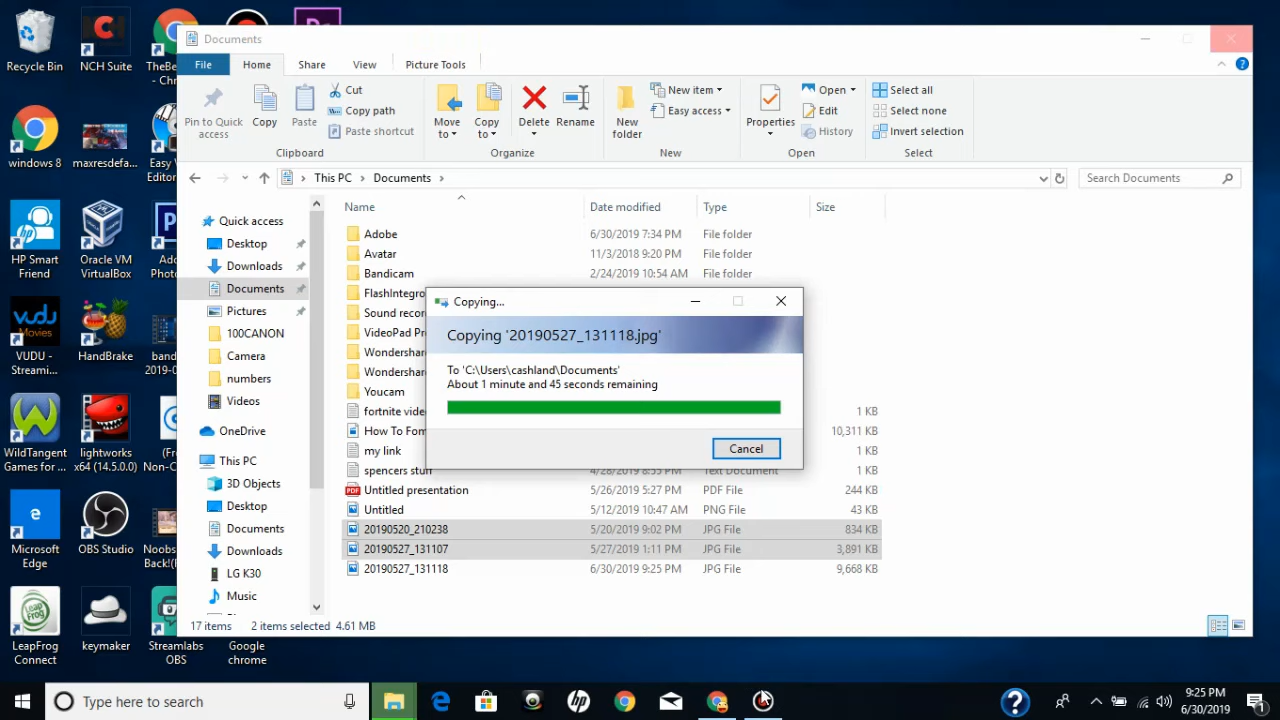 Recycle Bin
NCH Suite
TheBe...
- Chr...
windows 8
maxresdefa...
Easy W...
Editor...
HP Smart
Friend
Oracle VM
VirtualBox
Ad...
Phot...
VUDU -
Streami...
HandBrake
band...
2019-0...
WildTangent
Games for ...
lightworks
x64 (14.5.0.0)
(Fr...
Non-C...
Microsoft
Edge
OBS Studio
Noobs...
Back!(F...
LeapFrog
Connect
keymaker
Streamlabs
OBS
Google
chrome
Documents
File
Home
Share
View
Picture Tools
Pin to Quick
access
Copy
Paste
Cut
Copy path
Paste shortcut
Clipboard
Move
to
Copy
to
Delete
Rename
Organize
New
folder
New item
Easy access
New
Properties
Open
Edit
History
Open
Select all
Select none
Invert selection
Select
This PC
Documents
Search Documents
Quick access
Desktop
Downloads
Documents
Pictures
100CANON
Camera
numbers
Videos
OneDrive
This PC
3D Objects
Desktop
Documents
Downloads
LG K30
Music
Name Date modified Type Size
Adobe 6/30/2019 7:34 PM File folder
Avatar 11/3/2018 9:20 PM File folder
Bandicam 2/24/2019 10:54 AM File folder
FlashIntegro
Sound recor
VideoPad Pr
Wondershar
Wondershar
Youcam
fortnite vide 1 KB
How To Fom 10,311 KB
my link 1 KB
spencers stuff 4/28/2019 8:55 PM Text Document 1 KB
Untitled presentation 5/26/2019 5:27 PM PDF File 244 KB
Untitled 5/12/2019 10:47 AM PNG File 43 KB
20190520_210238 5/20/2019 9:02 PM JPG File 834 KB
20190527_131107 5/27/2019 1:11 PM JPG File 3,891 KB
20190527_131118 6/30/2019 9:25 PM JPG File 9,668 KB
Copying...
Copying '20190527_131118.jpg'
To 'C:\Users\cashland\Documents'
About 1 minute and 45 seconds remaining
Cancel
17 items 2 items selected 4.61 MB
Type here to search
9:25 PM
6/30/2019